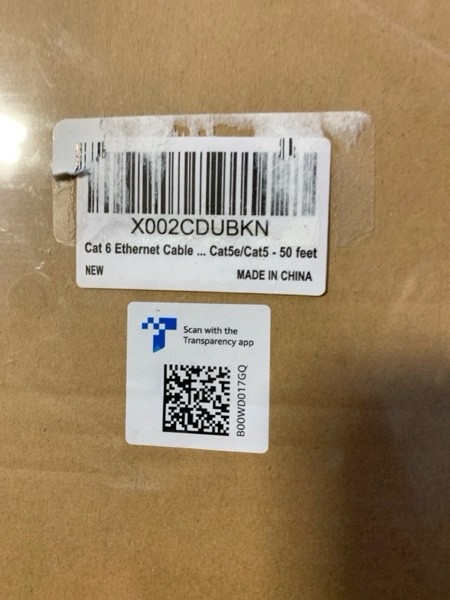 X002CDUBKN
Cat 6 Ethernet Cable ... Cat5e/Cat5 - 50 feet
NEW MADE IN CHINA
Scan with the
Transparency app
B00WD017GQ